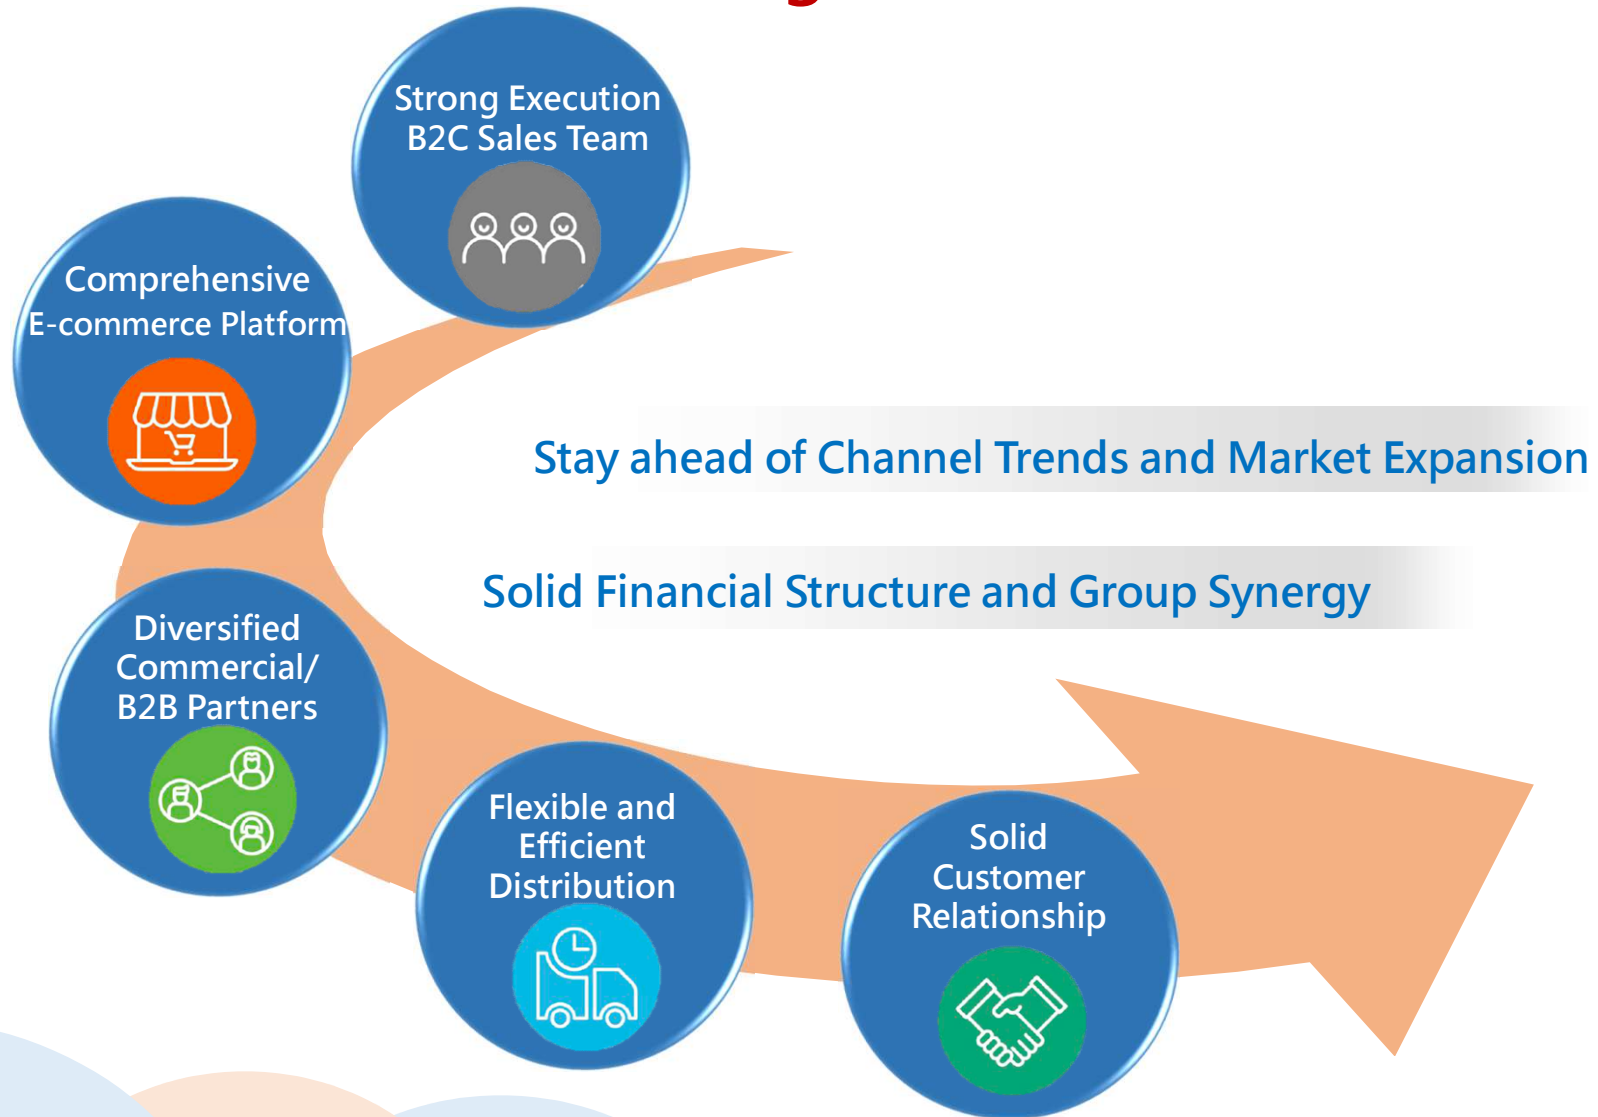 Strong Execution
B2C Sales Team
Comprehensive
E-commerce Platform
Stay ahead of Channel Trends and Market Expansion
Solid Financial Structure and Group Synergy
Diversified
Commercial/
B2B Partners
Flexible and
Efficient
Distribution
Solid
Customer
Relationship